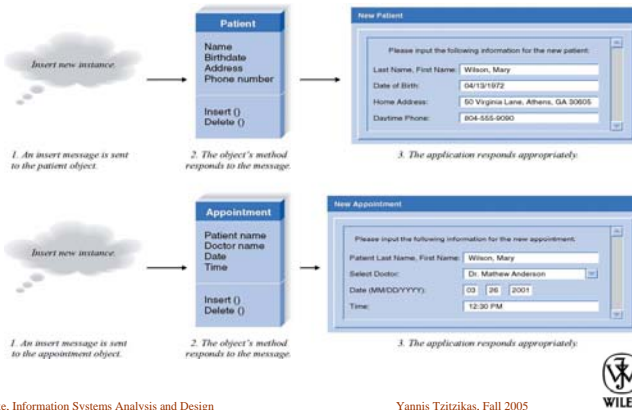 Patient
Name
Birthdate
Address
Phone number
Insert ()
Delete ()
Insert new instance.
New Patient
Please input the following information for the new patient:
Last Name, First Name: Wilson, Mary
Date of Birth: 04/13/1972
Home Address: 50 Virginia Lane, Athens, GA 30605
Daytime Phone: 804-555-9090
1. An insert message is sent
to the patient object.
2. The object's method
responds to the message.
3. The application responds appropriately.
Insert new instance.
Appointment
Patient name
Doctor name
Date
Time
Insert ()
Delete ()
New Appointment
Please input the following information for the new appointment:
Patient Last Name, First Name: Wilson, Mary
Select Doctor: Dr. Mathew Anderson
Date (MM/DD/YYYY): 03 26 2001
Time: 12:30 PM
1. An insert message is sent
to the appointment object.
2. The object's method
responds to the message.
3. The application responds appropriately.
Information Systems Analysis and Design
Yannis Tzitzikas, Fall 2005